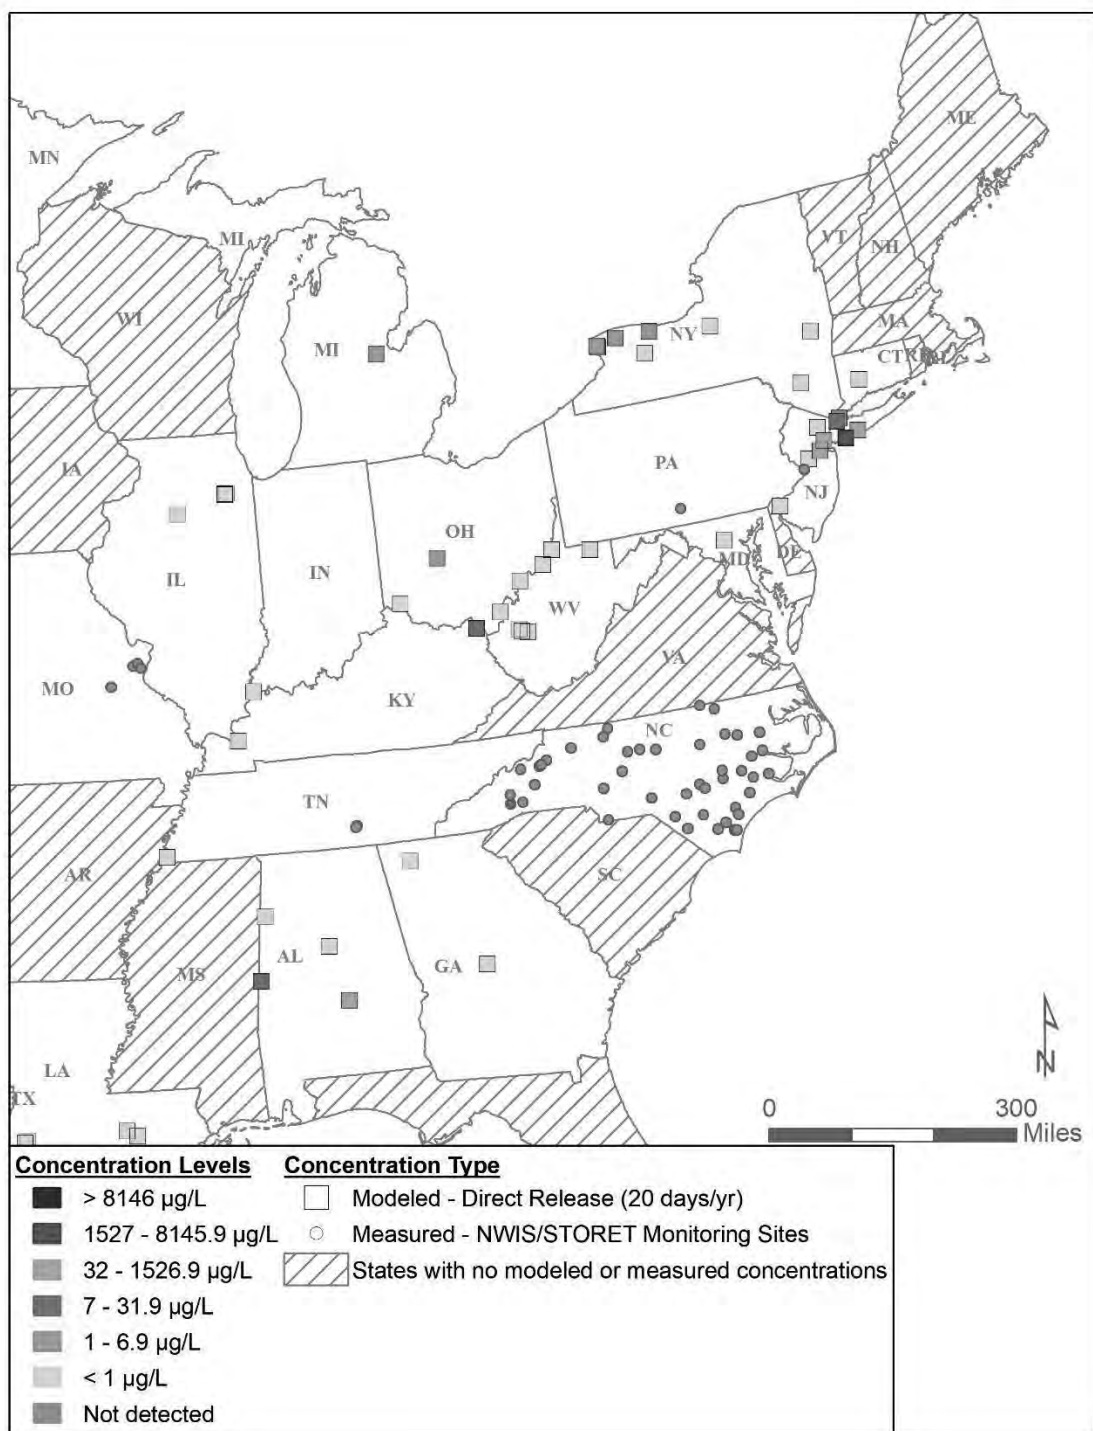 ME
MN
VT
NH
MI
WI
MA
NY
MI
CT
RI
IA
PA
NJ
OH
IL
IN
DE
MD
WV
VA
MO
KY
NC
TN
AR
SC
MS
AL
GA
N
LA
TX
0 300
Miles
Concentration Levels
> 8146 µg/L
1527 - 8145.9 µg/L
32 - 1526.9 µg/L
7 - 31.9 µg/L
1 - 6.9 µg/L
< 1 µg/L
Not detected
Concentration Type
Modeled - Direct Release (20 days/yr)
Measured - NWIS/STORET Monitoring Sites
States with no modeled or measured concentrations